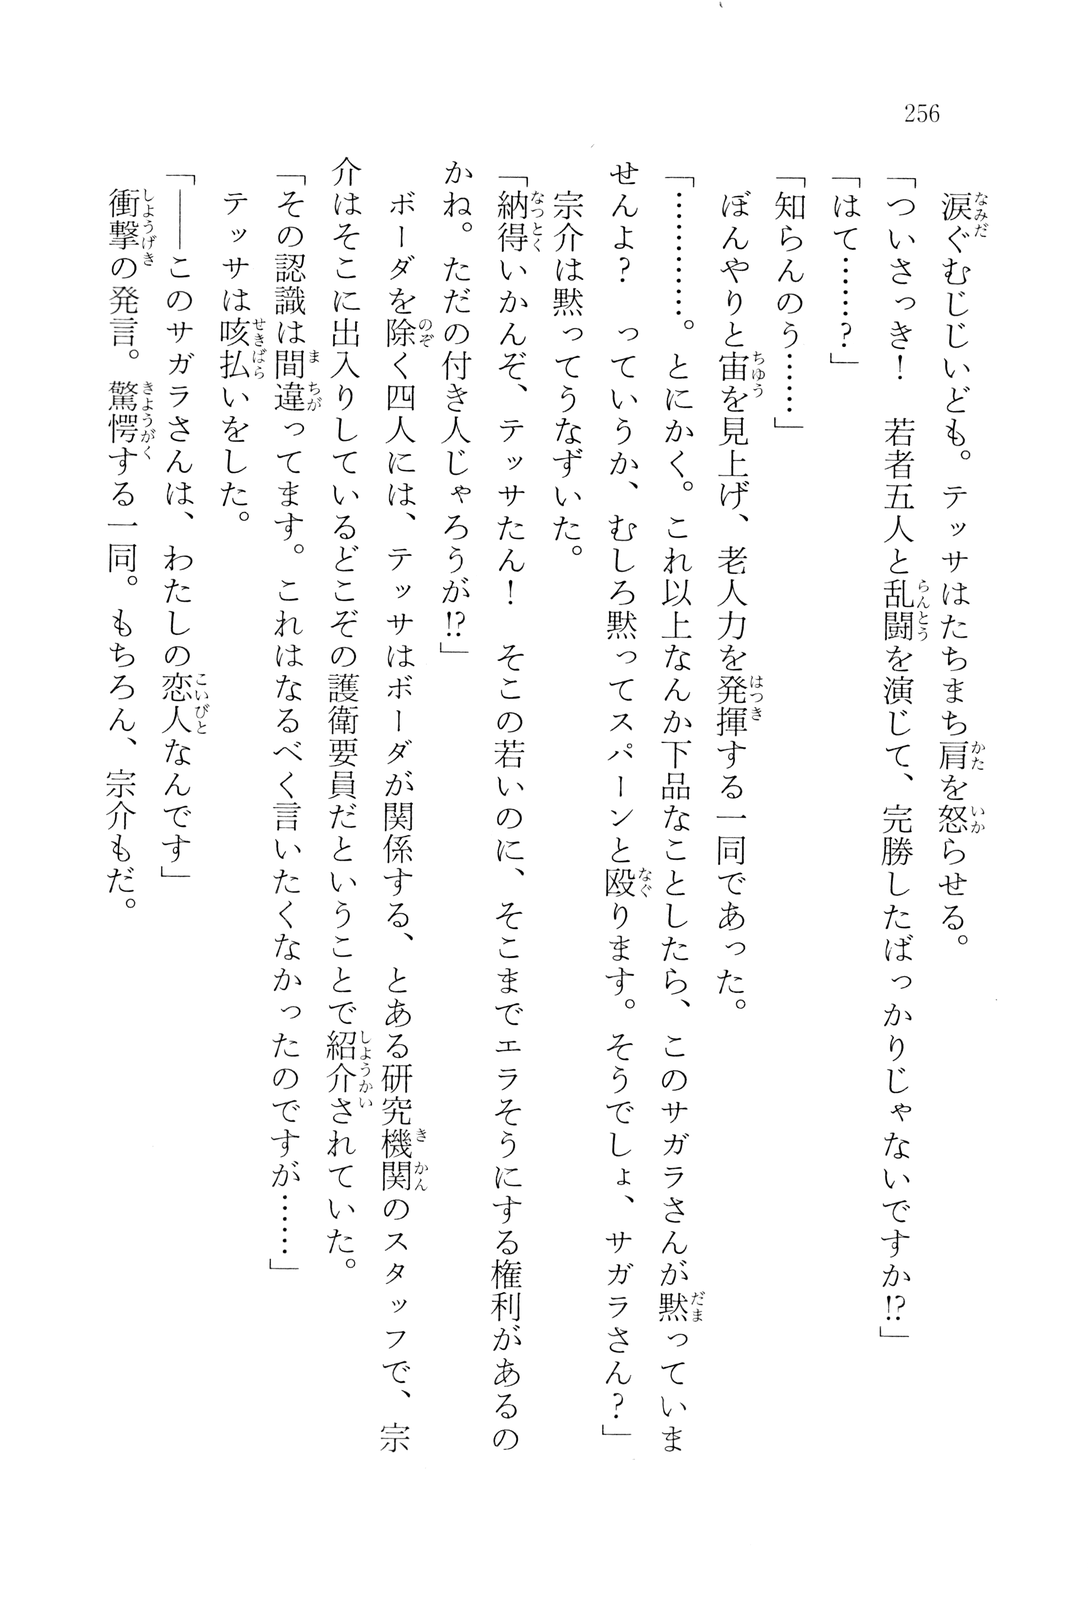 256
涙ぐむじじいども。テッサはたちまち肩を怒らせる。
「ついさっき！　若者五人と乱闘を演じて、完勝したばっかりじゃないですか!?」
「はて……？」
「知らんのう……」
ぼんやりと宙を見上げ、老人力を発揮する一同であった。
「…………。とにかく。これ以上なんか下品なことしたら、このサガラさんが黙っていま
せんよ？　っていうか、むしろ黙ってスパーンと殴ります。そうでしょ、サガラさん？」
宗介は黙ってうなずいた。
「納得いかんぞ、テッサたん！　そこの若いのに、そこまでエラそうにする権利があるの
かね。ただの付き人じゃろうが!?」
ボーダを除く四人には、テッサはボーダが関係する、とある研究機関のスタッフで、宗
介はそこに出入りしているどこぞの護衛要員だということで紹介されていた。
「その認識は間違ってます。これはなるべく言いたくなかったのですが……」
テッサは咳払いをした。
「――このサガラさんは、わたしの恋人なんです」
衝撃の発言。驚愕する一同。もちろん、宗介もだ。